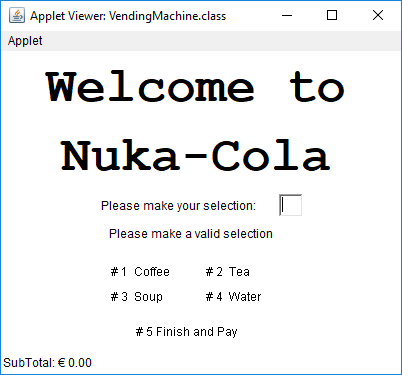 Applet Viewer: VendingMachine.class
Applet
Welcome to
Nuka-Cola
Please make your selection:
Please make a valid selection
# 1 Coffee # 2 Tea
# 3 Soup # 4 Water
# 5 Finish and Pay
SubTotal: € 0.00